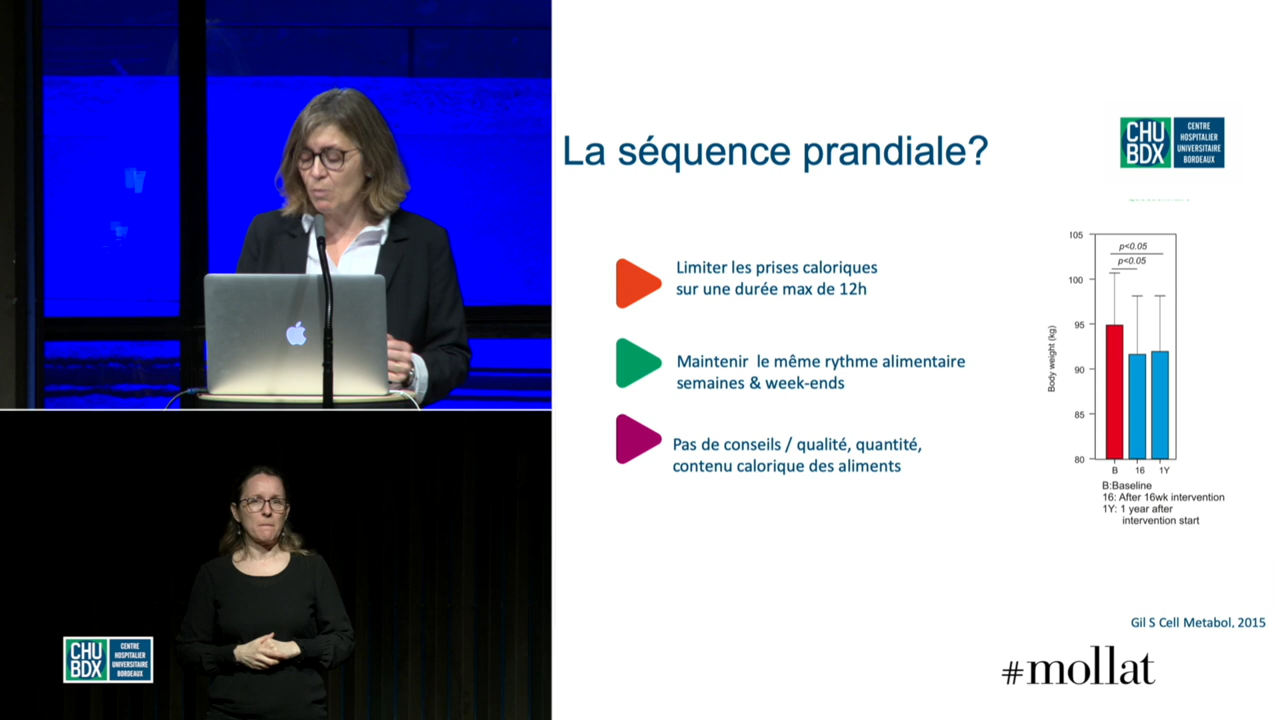 La séquence prandiale?
CHU
BDX
CENTRE
HOSPITALIER
UNIVERSITAIRE
BORDEAUX
Limiter les prises caloriques
sur une durée max de 12h
Maintenir le même rythme alimentaire
semaines & week-ends
Pas de conseils / qualité, quantité,
contenu calorique des aliments
105
100
95
90
85
80
Body weight (kg)
p<0.05
p<0.05
B 16 1Y
B:Baseline
16: After 16wk intervention
1Y: 1 year after
intervention start
Gil S Cell Metabol, 2015
#mollat
CHU
BDX
CENTRE
HOSPITALIER
UNIVERSITAIRE
BORDEAUX